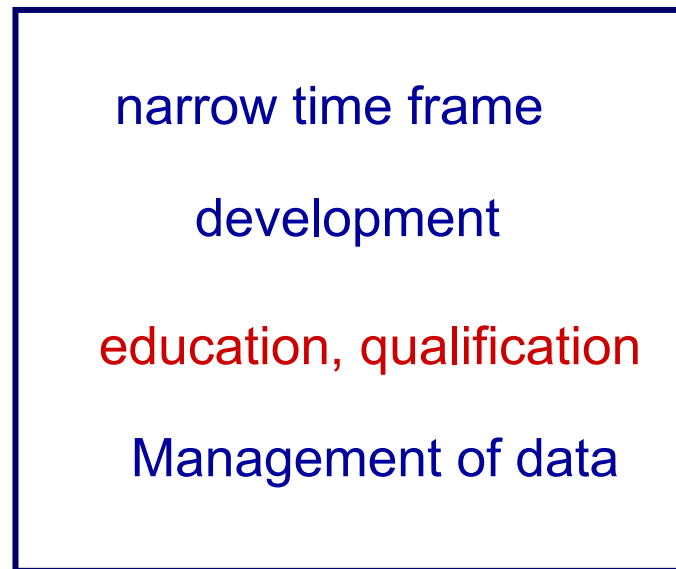 narrow time frame
development
education, qualification
Management of data